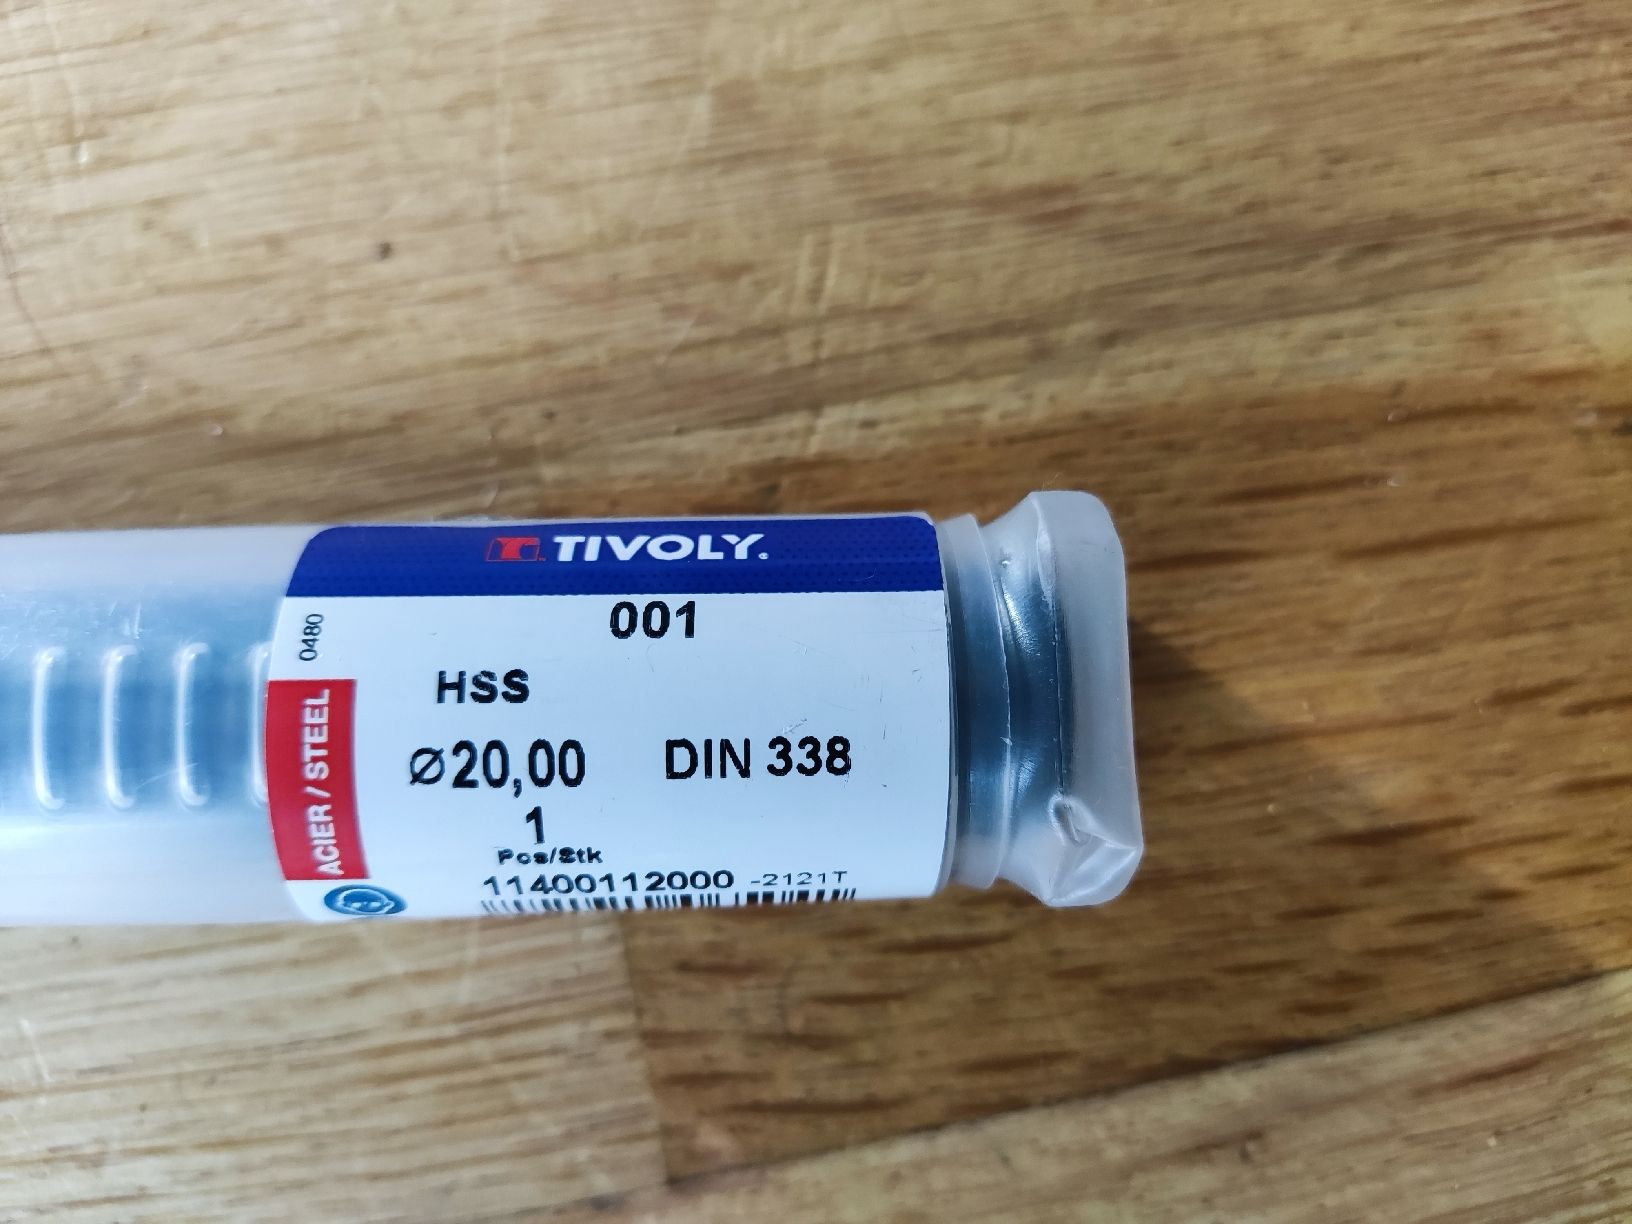 TIVOLY.
001
0480
HSS
ACIER / STEEL
Ø20,00 DIN 338
1
Pcs/Stk
11400112000 -2121T